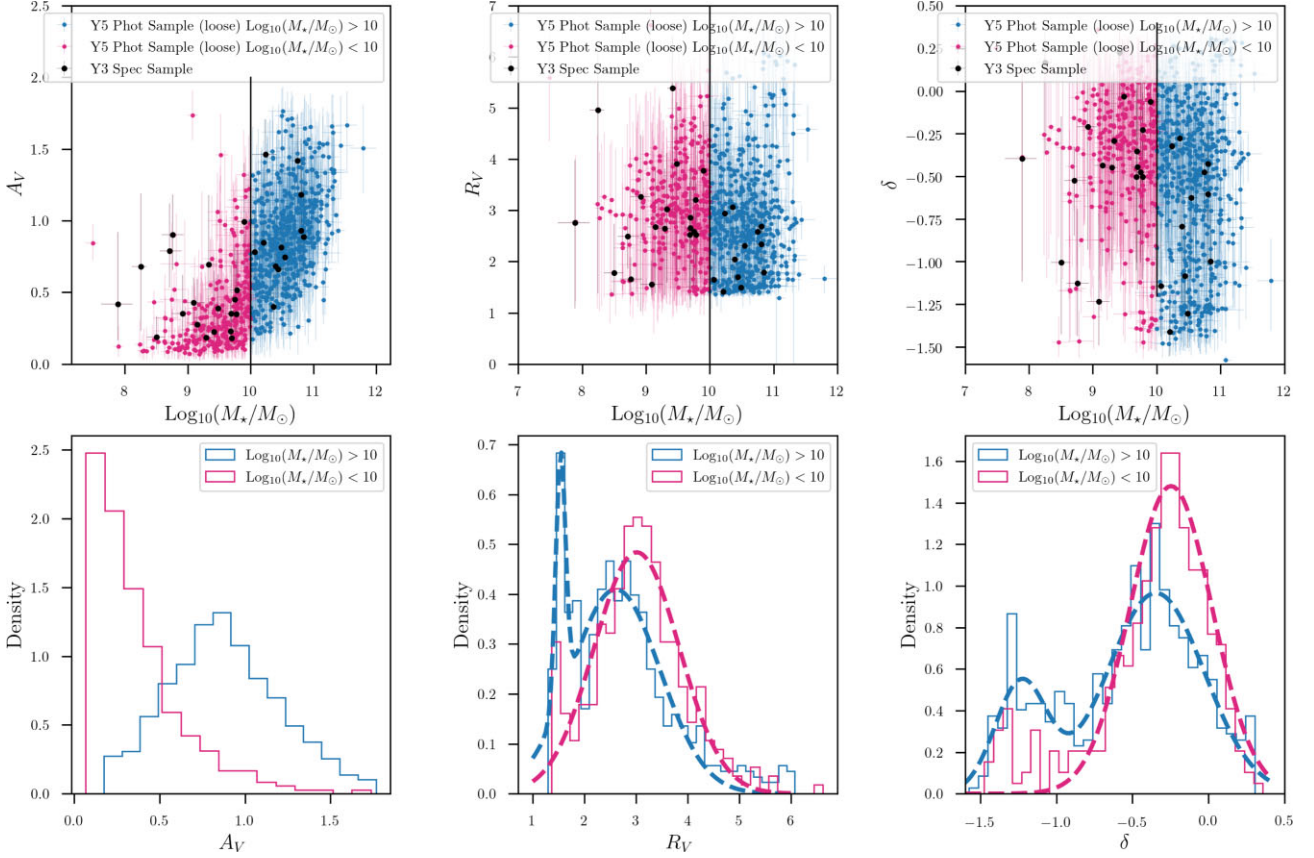 Y5 Phot Sample (loose) Log₁₀(M⋆/M⊙) > 10
Y5 Phot Sample (loose) Log₁₀(M⋆/M⊙) < 10
Y3 Spec Sample
2.5
2.0
1.5
1.0
0.5
0.0
A_V
8 9 10 11 12
Log₁₀(M⋆/M⊙)
Y5 Phot Sample (loose) Log₁₀(M⋆/M⊙) > 10
Y5 Phot Sample (loose) Log₁₀(M⋆/M⊙) < 10
Y3 Spec Sample
7
6
5
4
3
2
1
0
R_V
7 8 9 10 11 12
Log₁₀(M⋆/M⊙)
Y5 Phot Sample (loose) Log₁₀(M⋆/M⊙) > 10
Y5 Phot Sample (loose) Log₁₀(M⋆/M⊙) < 10
Y3 Spec Sample
0.50
0.25
0.00
−0.25
−0.50
−0.75
−1.00
−1.25
−1.50
δ
7 8 9 10 11 12
Log₁₀(M⋆/M⊙)
Log₁₀(M⋆/M⊙) > 10
Log₁₀(M⋆/M⊙) < 10
2.5
2.0
1.5
1.0
0.5
0.0
Density
0.0 0.5 1.0 1.5
A_V
Log₁₀(M⋆/M⊙) > 10
Log₁₀(M⋆/M⊙) < 10
0.7
0.6
0.5
0.4
0.3
0.2
0.1
0.0
Density
1 2 3 4 5 6
R_V
Log₁₀(M⋆/M⊙) > 10
Log₁₀(M⋆/M⊙) < 10
1.6
1.4
1.2
1.0
0.8
0.6
0.4
0.2
0.0
Density
−1.5 −1.0 −0.5 0.0 0.5
δ